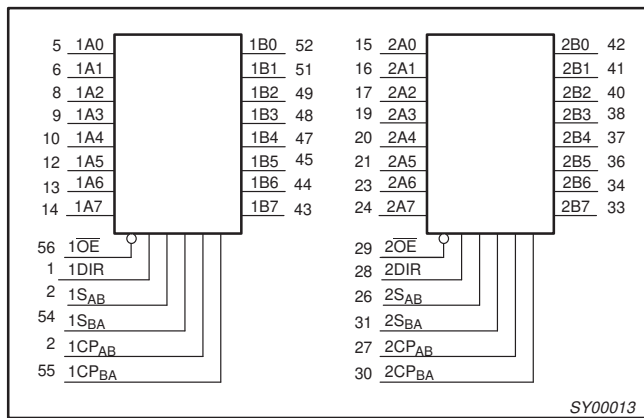 5 1A0 1B0 52 15 2A0 2B0 42
6 1A1 1B1 51 16 2A1 2B1 41
8 1A2 1B2 49 17 2A2 2B2 40
9 1A3 1B3 48 19 2A3 2B3 38
10 1A4 1B4 47 20 2A4 2B4 37
12 1A5 1B5 45 21 2A5 2B5 36
13 1A6 1B6 44 23 2A6 2B6 34
14 1A7 1B7 43 24 2A7 2B7 33
56 1O̅E̅ 29 2O̅E̅
1 1DIR 28 2DIR
2 1SAB 26 2SAB
54 1SBA 31 2SBA
2 1CPAB 27 2CPAB
55 1CPBA 30 2CPBA
SY00013